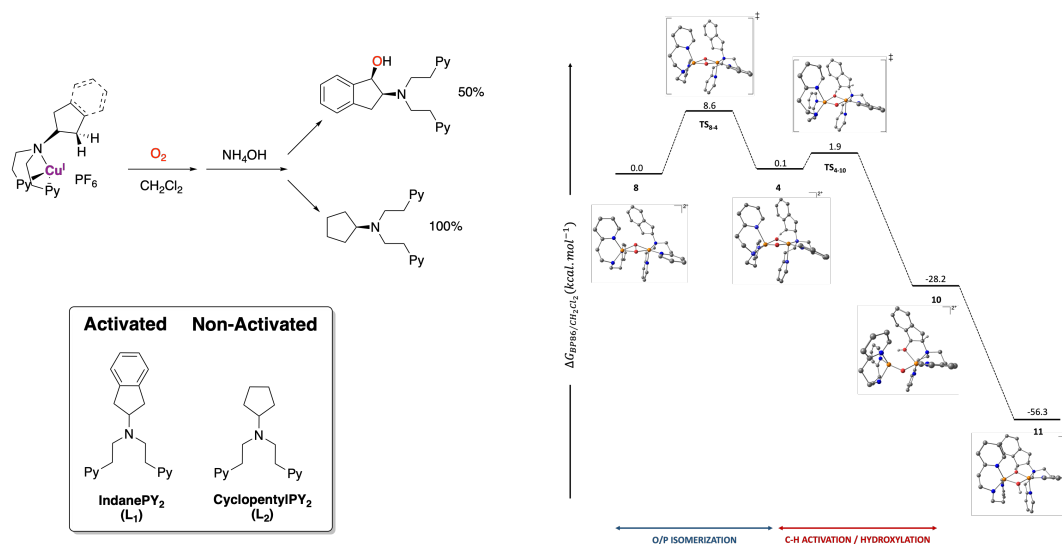 OH
N
Py
Py
50%
H
H
N
Cu^I
Py
Py
PF₆
O₂
CH₂Cl₂
NH₄OH
Py
N
Py
100%
Activated
Non-Activated
N
Py
Py
N
Py
Py
IndanePY₂
(L₁)
CyclopentylPY₂
(L₂)
ΔG_BP86/CH₂Cl₂ (kcal.mol⁻¹)
‡
8.6
TS₈₋₄
‡
1.9
TS₄₋₁₀
0.0
8
2+
0.1
4
2+
-28.2
10
2+
-56.3
11
O/P ISOMERIZATION
C-H ACTIVATION / HYDROXYLATION